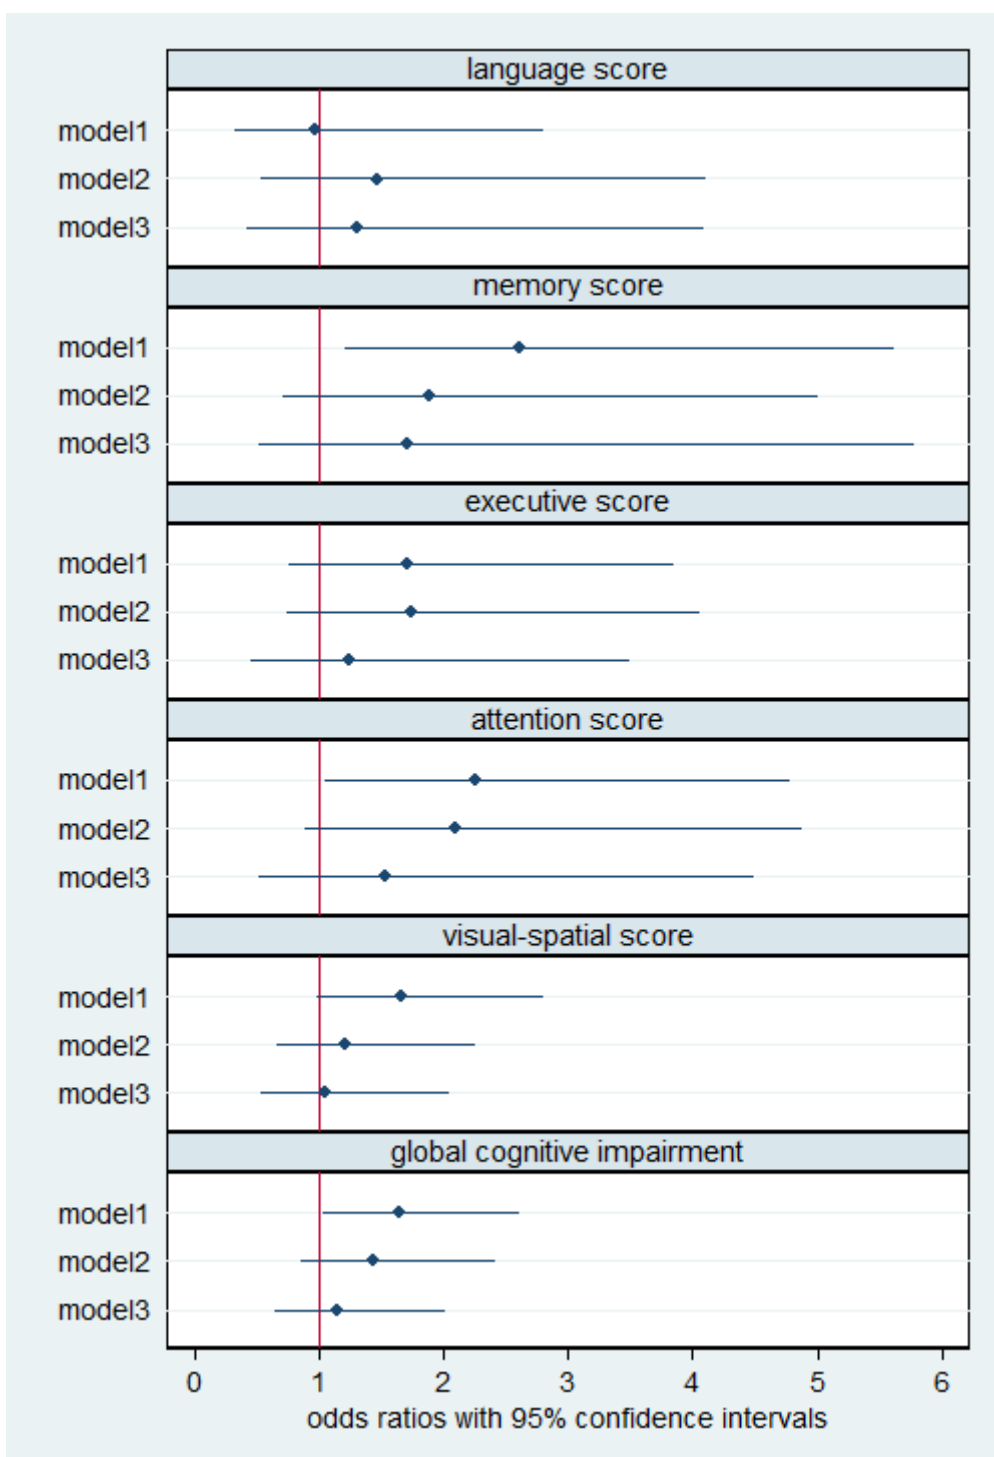 language score
model1
model2
model3
memory score
model1
model2
model3
executive score
model1
model2
model3
attention score
model1
model2
model3
visual-spatial score
model1
model2
model3
global cognitive impairment
model1
model2
model3
0 1 2 3 4 5 6
odds ratios with 95% confidence intervals